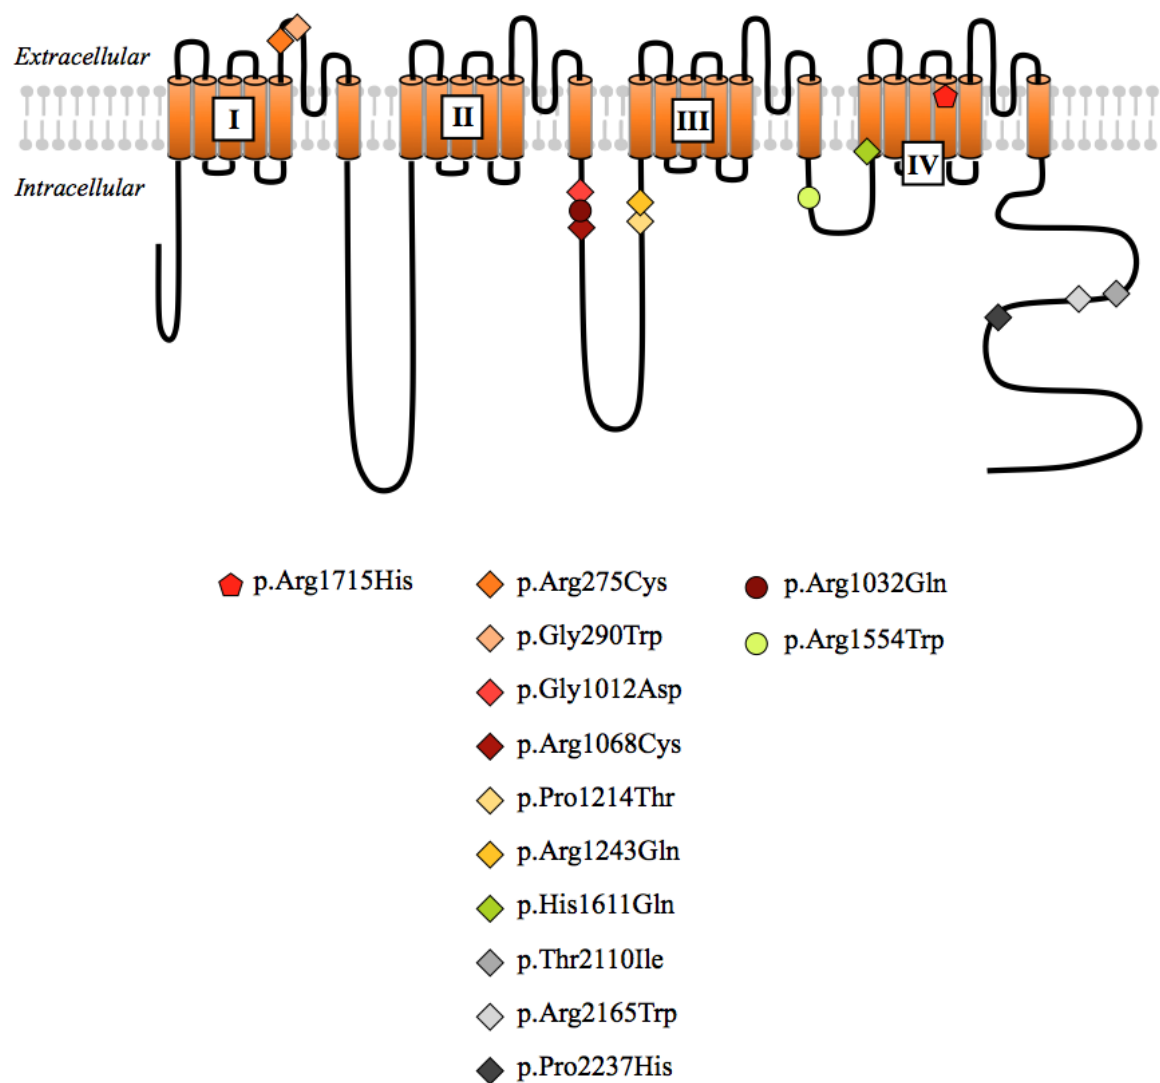 Extracellular
I
II
III
IV
Intracellular
p.Arg1715His
p.Arg275Cys
p.Arg1032Gln
p.Gly290Trp
p.Arg1554Trp
p.Gly1012Asp
p.Arg1068Cys
p.Pro1214Thr
p.Arg1243Gln
p.His1611Gln
p.Thr2110Ile
p.Arg2165Trp
p.Pro2237His